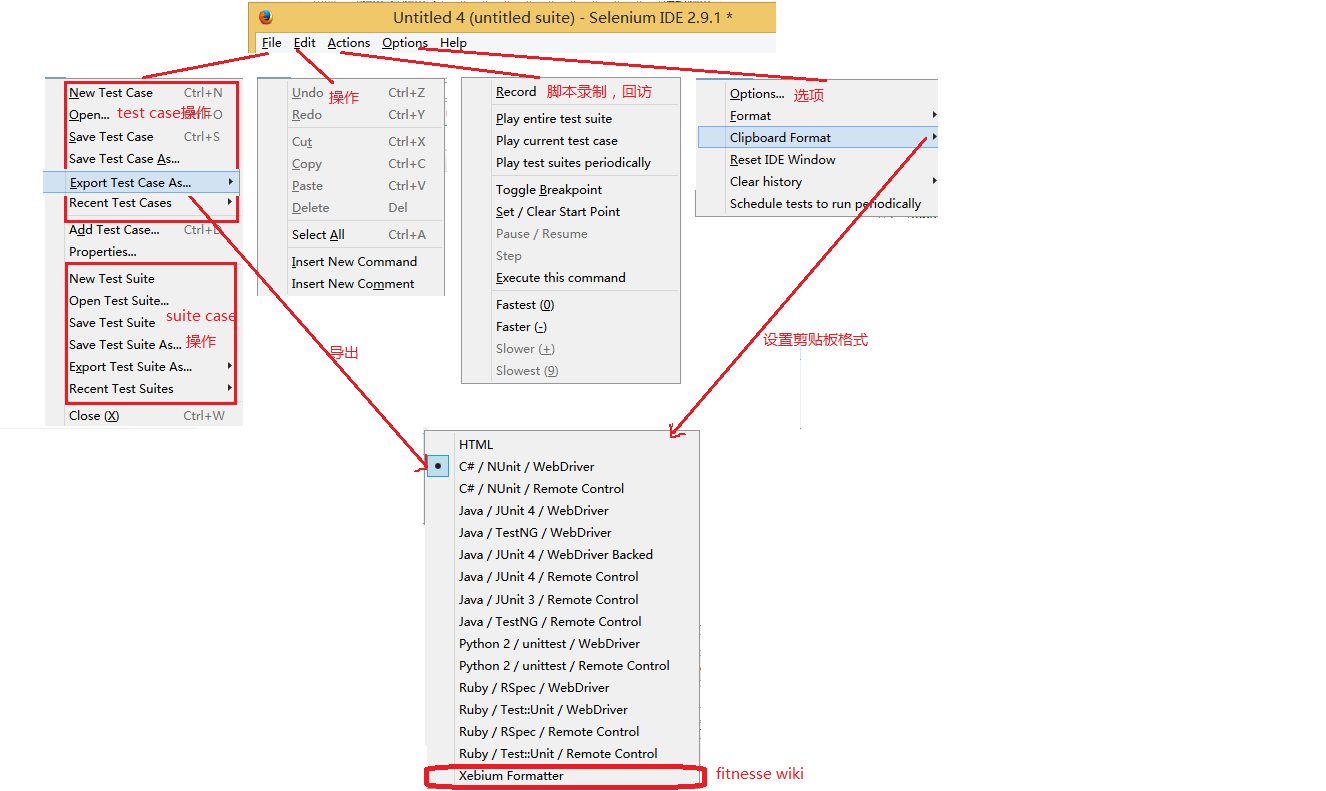 Untitled 4 (untitled suite) - Selenium IDE 2.9.1 *
File Edit Actions Options Help
New Test Case Ctrl+N
Open... test case操作 Ctrl+O
Save Test Case Ctrl+S
Save Test Case As...
Export Test Case As...
Recent Test Cases
Add Test Case... Ctrl+D
Properties...
New Test Suite
Open Test Suite...
suite case
Save Test Suite
Save Test Suite As... 操作
Export Test Suite As...
Recent Test Suites
Close (X) Ctrl+W
Undo 操作 Ctrl+Z
Redo Ctrl+Y
Cut Ctrl+X
Copy Ctrl+C
Paste Ctrl+V
Delete Del
Select All Ctrl+A
Insert New Command
Insert New Comment
Record 脚本录制，回访
Play entire test suite
Play current test case
Play test suites periodically
Toggle Breakpoint
Set / Clear Start Point
Pause / Resume
Step
Execute this command
Fastest (0)
Faster (-)
Slower (+)
Slowest (9)
Options... 选项
Format
Clipboard Format
Reset IDE Window
Clear history
Schedule tests to run periodically
导出
设置剪贴板格式
HTML
C# / NUnit / WebDriver
C# / NUnit / Remote Control
Java / JUnit 4 / WebDriver
Java / TestNG / WebDriver
Java / JUnit 4 / WebDriver Backed
Java / JUnit 4 / Remote Control
Java / JUnit 3 / Remote Control
Java / TestNG / Remote Control
Python 2 / unittest / WebDriver
Python 2 / unittest / Remote Control
Ruby / RSpec / WebDriver
Ruby / Test::Unit / WebDriver
Ruby / RSpec / Remote Control
Ruby / Test::Unit / Remote Control
Xebium Formatter fitnesse wiki